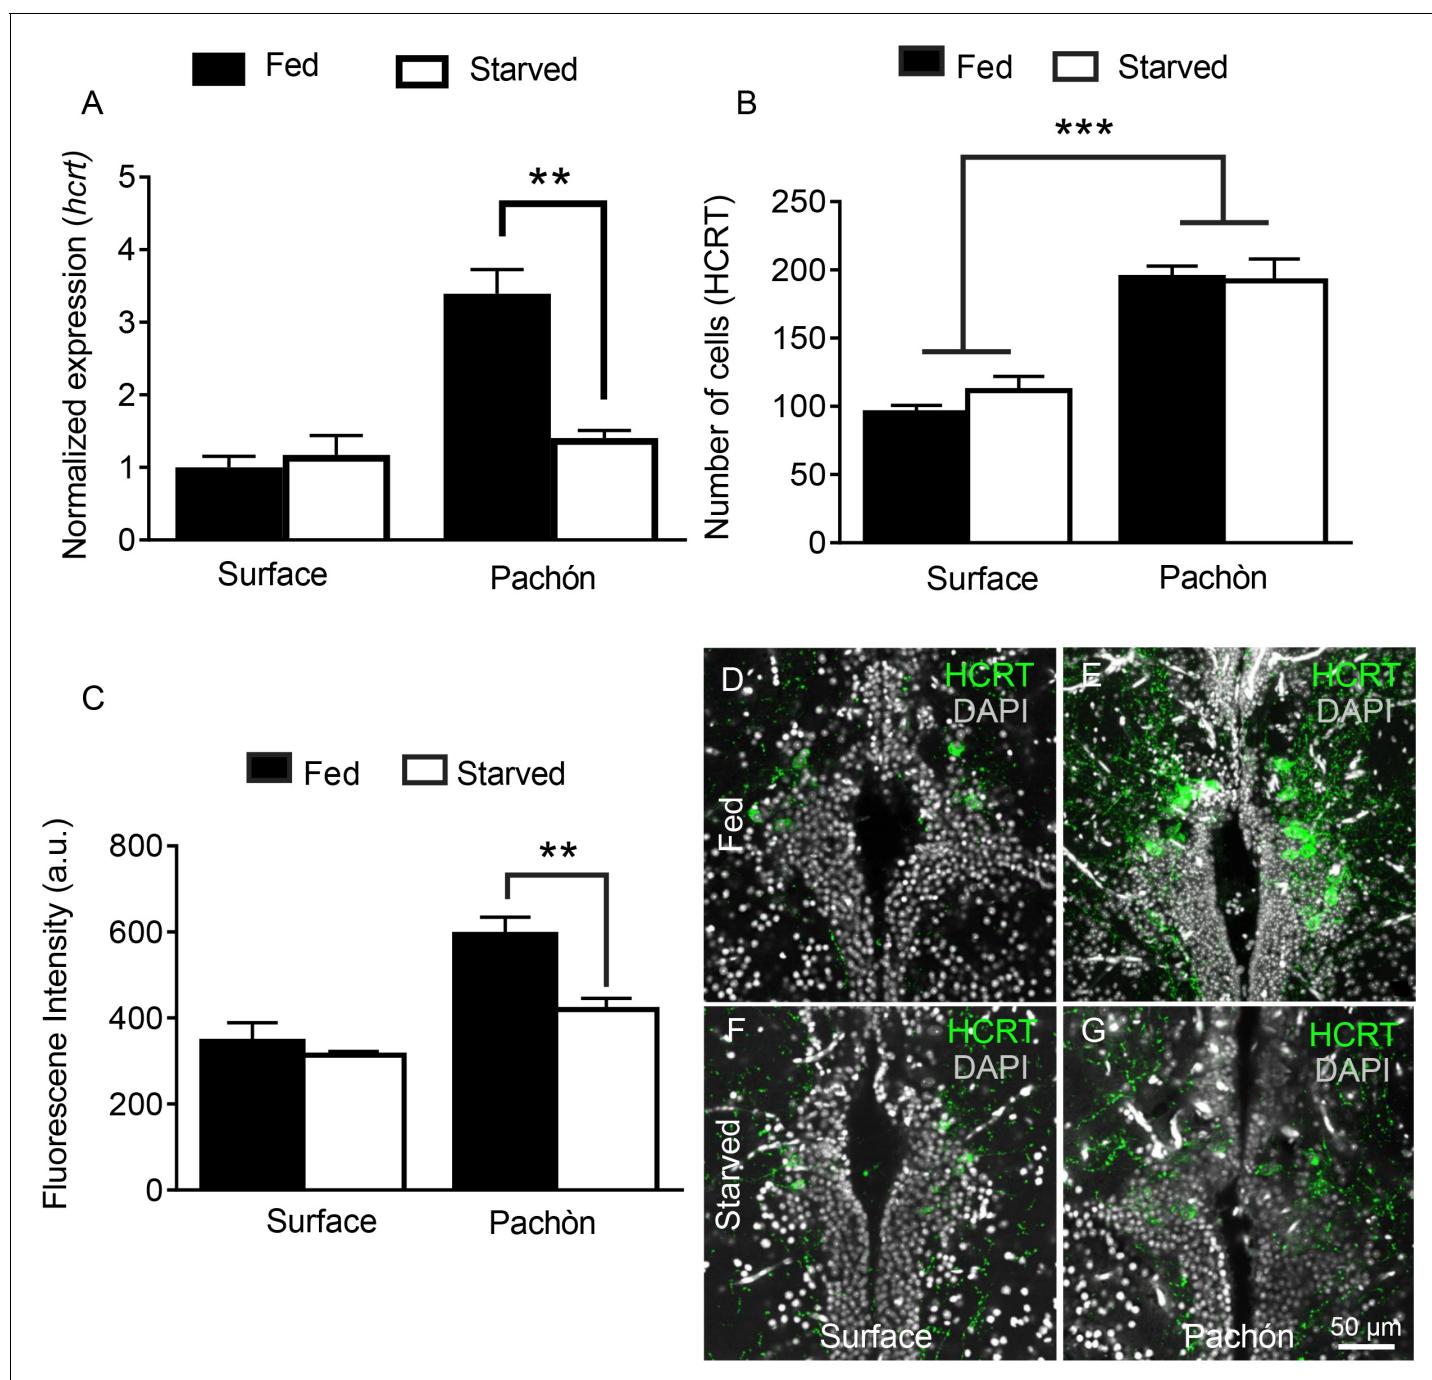 Fed
Starved
A
**
Normalized expression (hcrt)
5
4
3
2
1
0
Surface
Pachón
Fed
Starved
B
***
Number of cells (HCRT)
250
200
150
100
50
0
Surface
Pachòn
C
Fed
Starved
**
Fluorescene Intensity (a.u.)
800
600
400
200
0
Surface
Pachòn
D
HCRT
DAPI
Fed
E
HCRT
DAPI
F
HCRT
DAPI
Starved
Surface
G
HCRT
DAPI
Pachón
50 µm